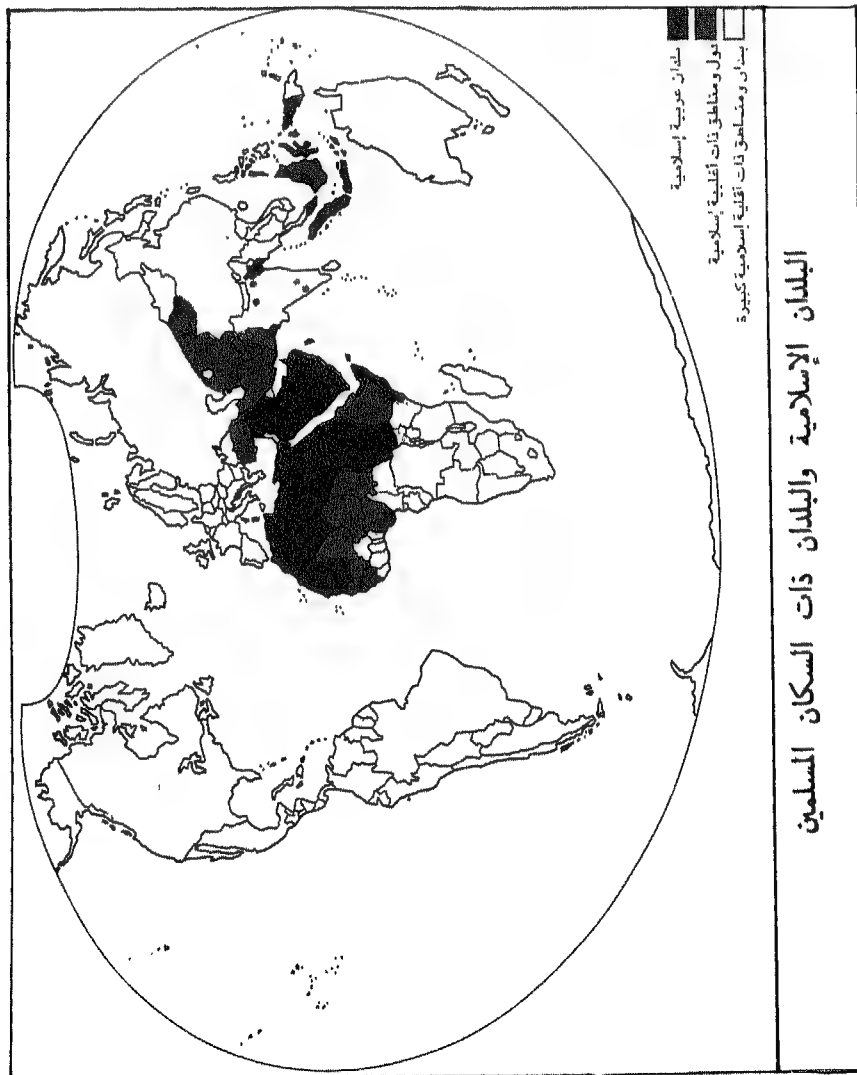 البلدان الإسلامية والبلدان ذات السكان المسلمين
بلدان عربية إسلامية
دول ومناطق ذات أغلبية إسلامية
بلدان ومناطق ذات أقلية إسلامية كبيرة